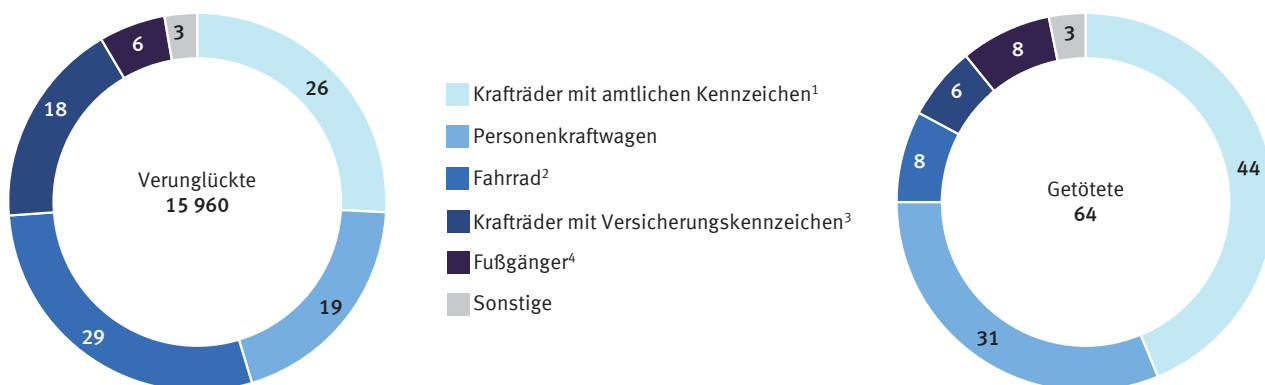 3
6
26
18
Verunglückte
15 960
19
29
Krafträder mit amtlichen Kennzeichen¹
Personenkraftwagen
Fahrrad²
Krafträder mit Versicherungskennzeichen³
Fußgänger⁴
Sonstige
3
8
6
8
44
Getötete
64
31